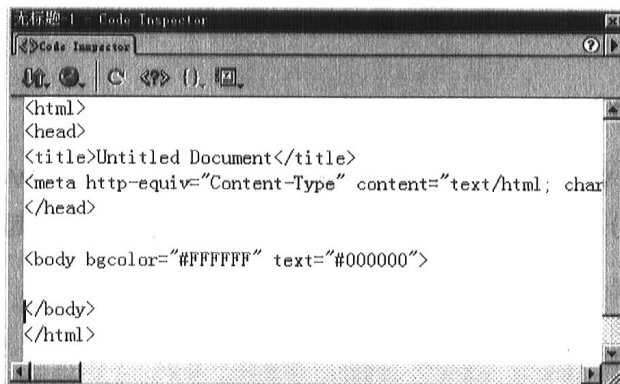 无标题-1 - Code Inspector
Code Inspector
<html>
<head>
<title>Untitled Document</title>
<meta http-equiv="Content-Type" content="text/html; char
</head>
<body bgcolor="#FFFFFF" text="#000000">
</body>
</html>